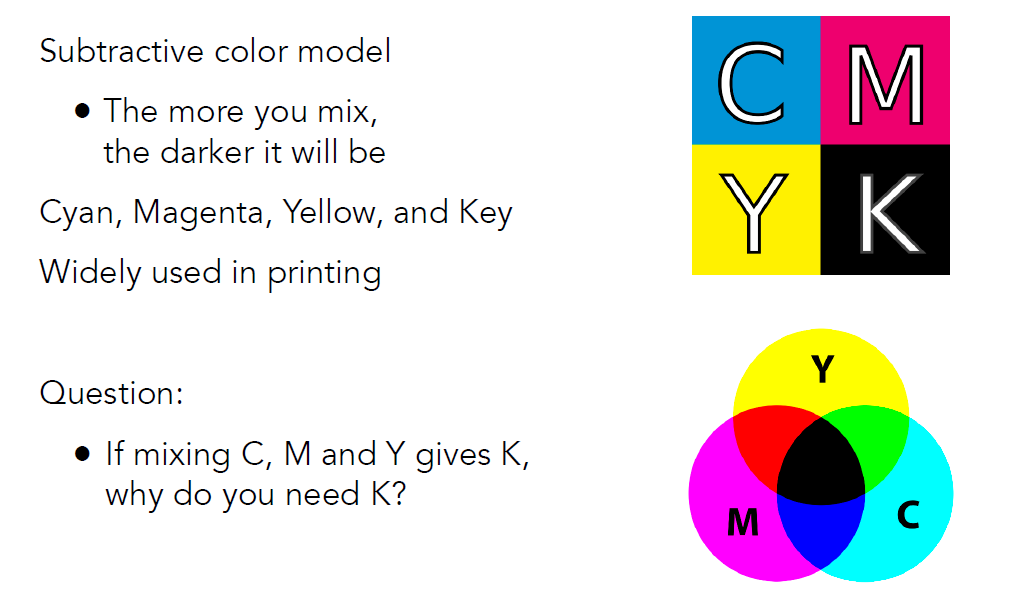 Subtractive color model
• The more you mix,
the darker it will be
Cyan, Magenta, Yellow, and Key
Widely used in printing
Question:
• If mixing C, M and Y gives K,
why do you need K?
C M
Y K
Y
M C